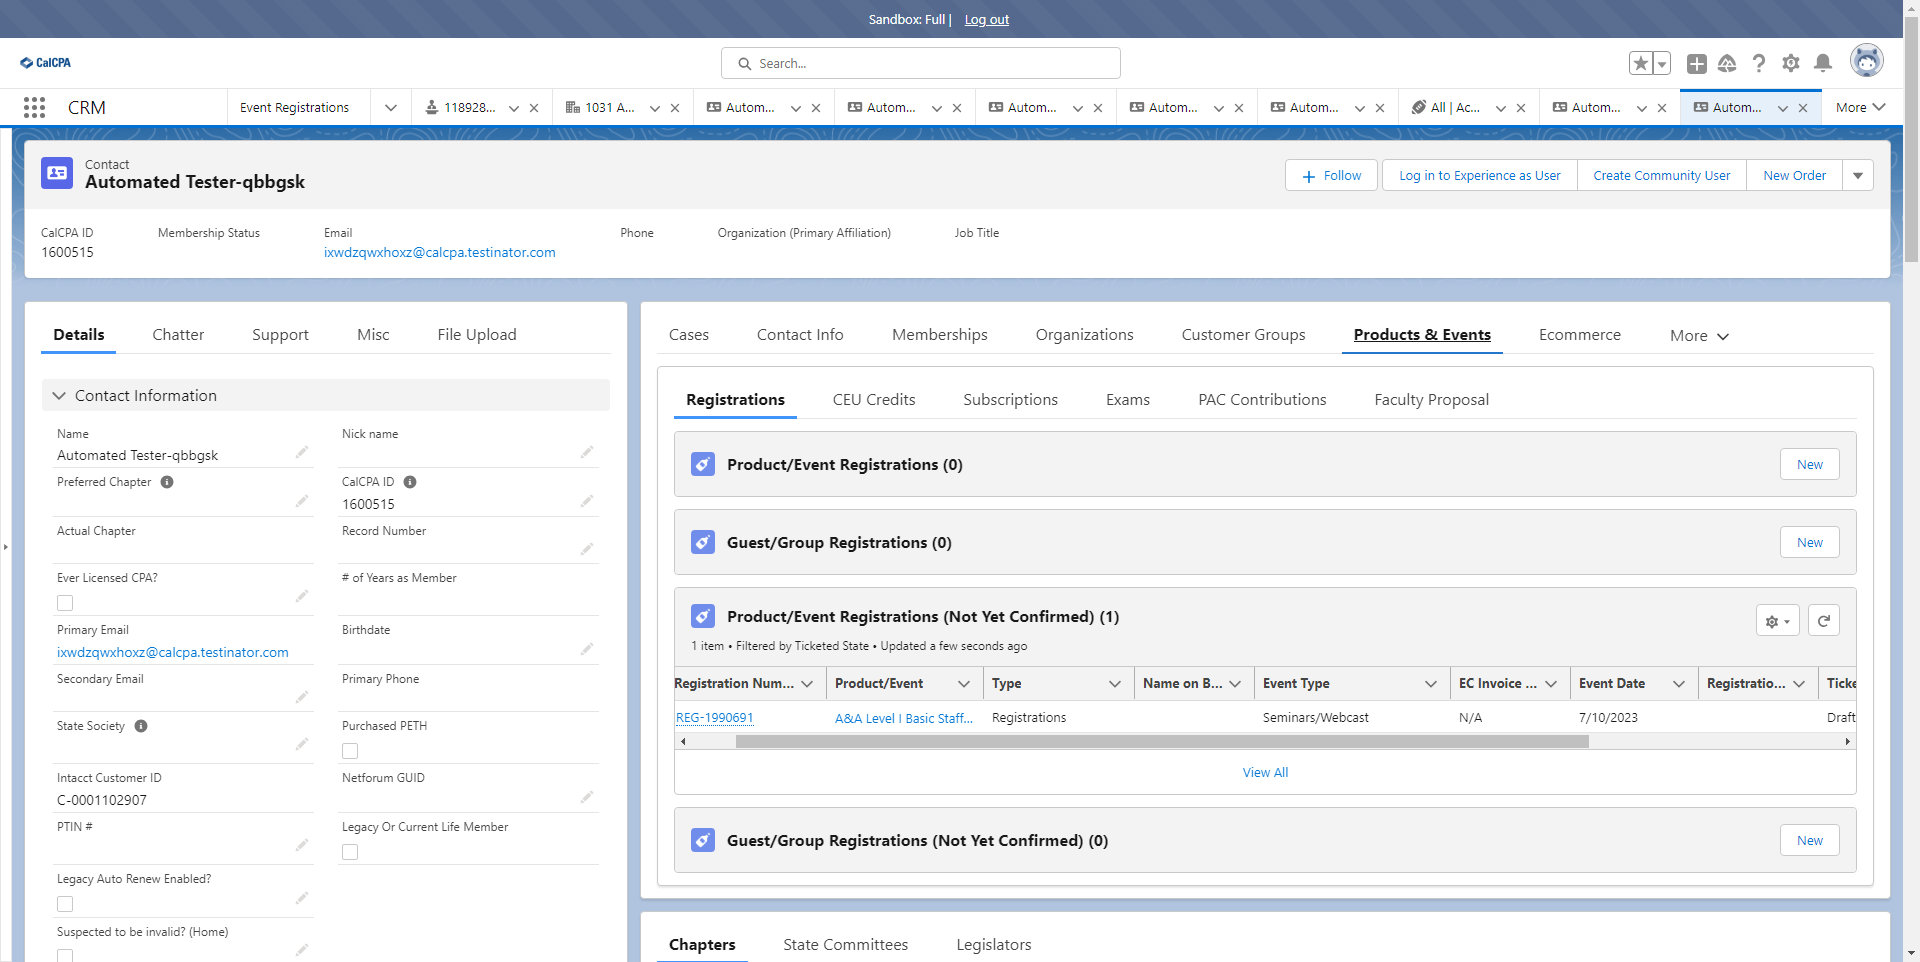 Sandbox: Full | Log out
CalCPA
Search...
CRM
Event Registrations
118928...
1031 A...
Autom...
Autom...
Autom...
Autom...
Autom...
All | Ac...
Autom...
Autom...
More
Contact
Automated Tester-qbbgsk
Follow
Log in to Experience as User
Create Community User
New Order
CalCPA ID
1600515
Membership Status
Email
ixwdzqwxhoxz@calcpa.testinator.com
Phone
Organization (Primary Affiliation)
Job Title
Details
Chatter
Support
Misc
File Upload
Contact Information
Name
Automated Tester-qbbgsk
Nick name
Preferred Chapter
CalCPA ID
1600515
Actual Chapter
Record Number
Ever Licensed CPA?
# of Years as Member
Primary Email
ixwdzqwxhoxz@calcpa.testinator.com
Birthdate
Secondary Email
Primary Phone
State Society
Purchased PETH
Intacct Customer ID
C-0001102907
Netforum GUID
PTIN #
Legacy Or Current Life Member
Legacy Auto Renew Enabled?
Suspected to be invalid? (Home)
Cases
Contact Info
Memberships
Organizations
Customer Groups
Products & Events
Ecommerce
More
Registrations
CEU Credits
Subscriptions
Exams
PAC Contributions
Faculty Proposal
Product/Event Registrations (0)
New
Guest/Group Registrations (0)
New
Product/Event Registrations (Not Yet Confirmed) (1)
1 item • Filtered by Ticketed State • Updated a few seconds ago
Registration Num...
Product/Event
Type
Name on B...
Event Type
EC Invoice ...
Event Date
Registratio...
Ticke
REG-1990691
A&A Level I Basic Staff...
Registrations
Seminars/Webcast
N/A
7/10/2023
Draft
View All
Guest/Group Registrations (Not Yet Confirmed) (0)
New
Chapters
State Committees
Legislators